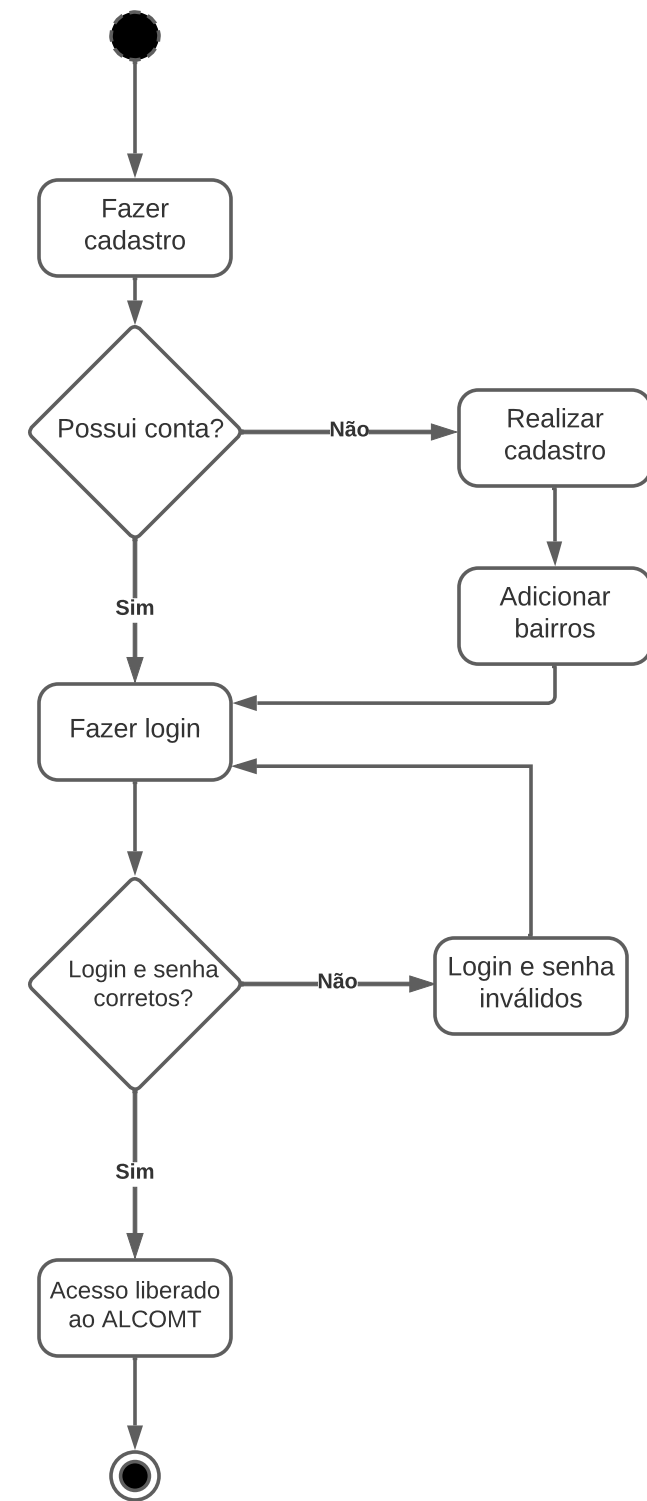 Fazer
cadastro
Possui conta?
Não
Realizar
cadastro
Adicionar
bairros
Sim
Fazer login
Login e senha
corretos?
Não
Login e senha
inválidos
Sim
Acesso liberado
ao ALCOMT